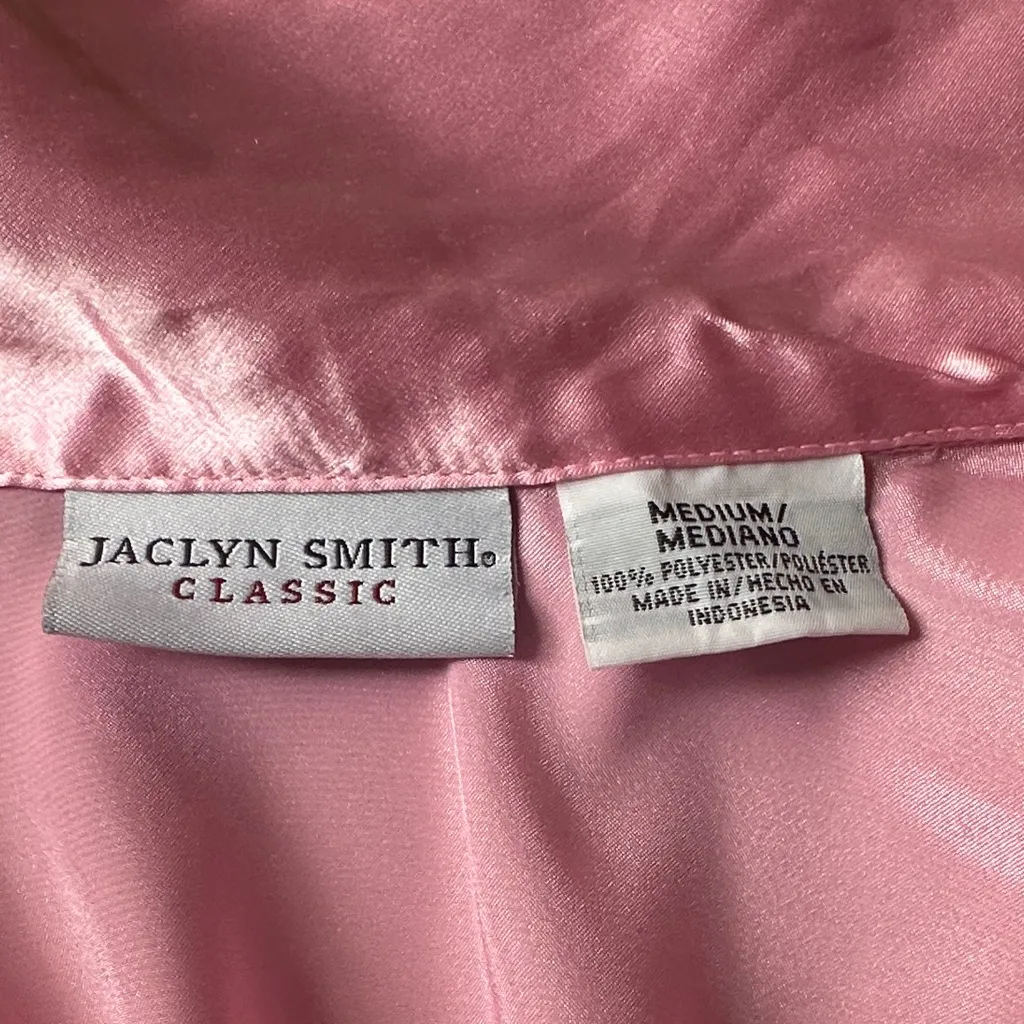 JACLYN SMITH®
CLASSIC
MEDIUM/
MEDIANO
100% POLYESTER/POLIÉSTER
MADE IN/HECHO EN
INDONESIA